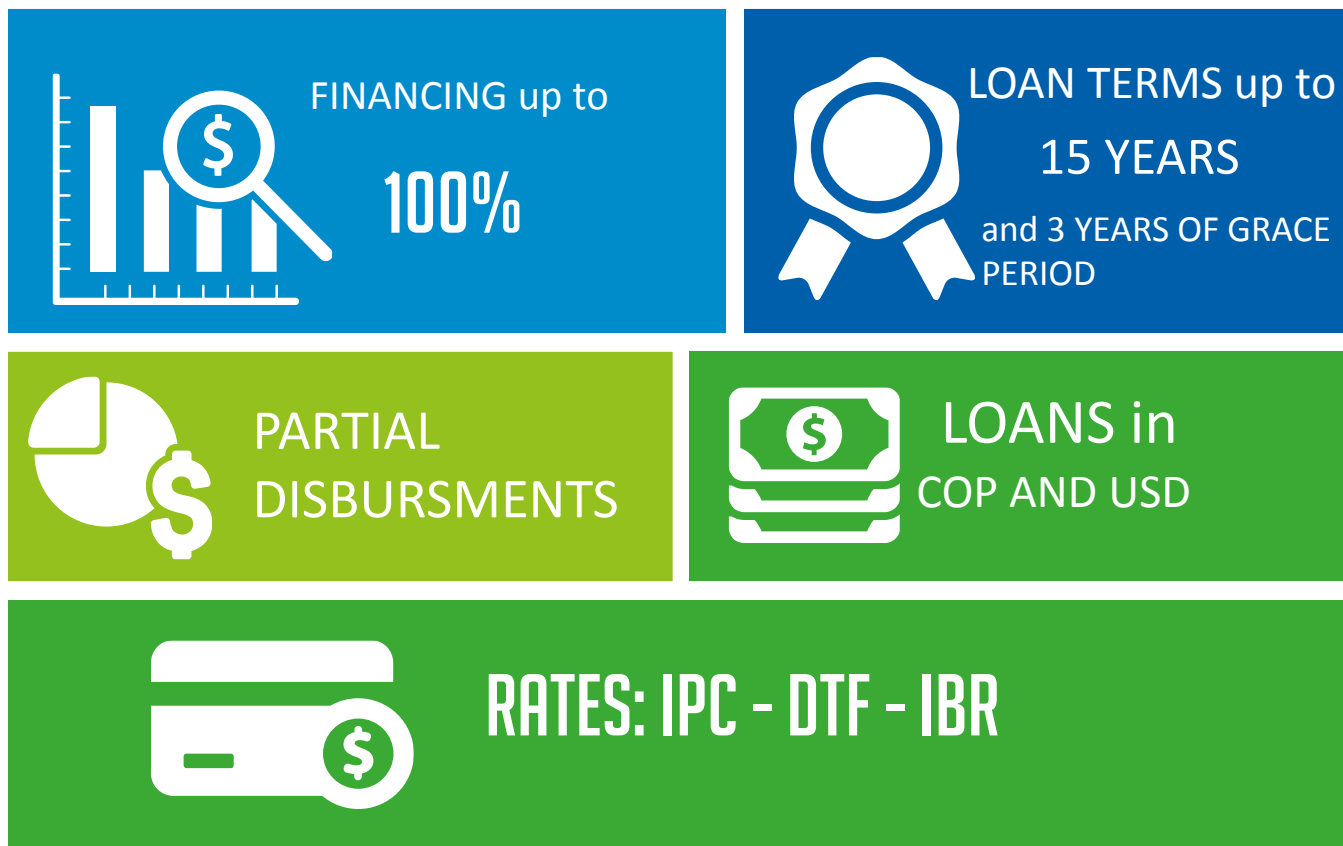 FINANCING up to
100%
LOAN TERMS up to
15 YEARS
and 3 YEARS OF GRACE
PERIOD
PARTIAL
DISBURSMENTS
LOANS in
COP AND USD
RATES: IPC - DTF - IBR